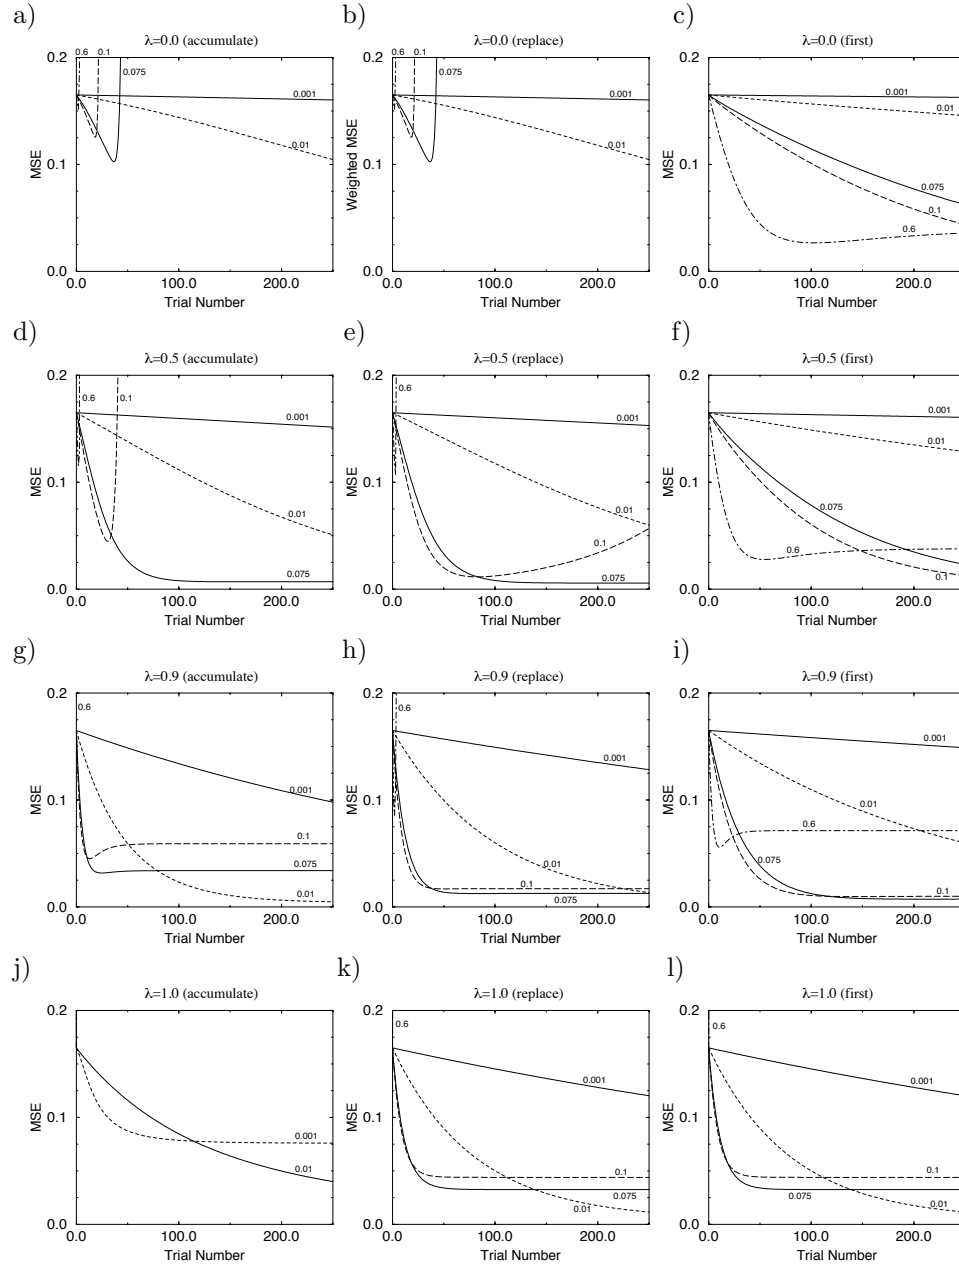 a)
λ=0.0 (accumulate)
0.2
0.1
0.0
MSE
0.6
0.1
0.075
0.001
0.01
0.0
100.0
200.0
Trial Number
b)
λ=0.0 (replace)
0.2
0.1
0.0
Weighted MSE
0.6
0.1
0.075
0.001
0.01
0.0
100.0
200.0
Trial Number
c)
λ=0.0 (first)
0.2
0.1
0.0
MSE
0.001
0.01
0.075
0.1
0.6
0.0
100.0
200.0
Trial Number
d)
λ=0.5 (accumulate)
0.2
0.1
0.0
MSE
0.6
0.1
0.001
0.01
0.075
0.0
100.0
200.0
Trial Number
e)
λ=0.5 (replace)
0.2
0.1
0.0
MSE
0.6
0.001
0.01
0.1
0.075
0.0
100.0
200.0
Trial Number
f)
λ=0.5 (first)
0.2
0.1
0.0
MSE
0.001
0.01
0.075
0.6
0.1
0.0
100.0
200.0
Trial Number
g)
λ=0.9 (accumulate)
0.2
0.1
0.0
MSE
0.6
0.001
0.1
0.075
0.01
0.0
100.0
200.0
Trial Number
h)
λ=0.9 (replace)
0.2
0.1
0.0
MSE
0.6
0.001
0.01
0.1
0.075
0.0
100.0
200.0
Trial Number
i)
λ=0.9 (first)
0.2
0.1
0.0
MSE
0.001
0.01
0.6
0.075
0.1
0.0
100.0
200.0
Trial Number
j)
λ=1.0 (accumulate)
0.2
0.1
0.0
MSE
0.001
0.01
0.0
100.0
200.0
Trial Number
k)
λ=1.0 (replace)
0.2
0.1
0.0
MSE
0.6
0.001
0.1
0.075
0.01
0.0
100.0
200.0
Trial Number
l)
λ=1.0 (first)
0.2
0.1
0.0
MSE
0.6
0.001
0.1
0.075
0.01
0.0
100.0
200.0
Trial Number